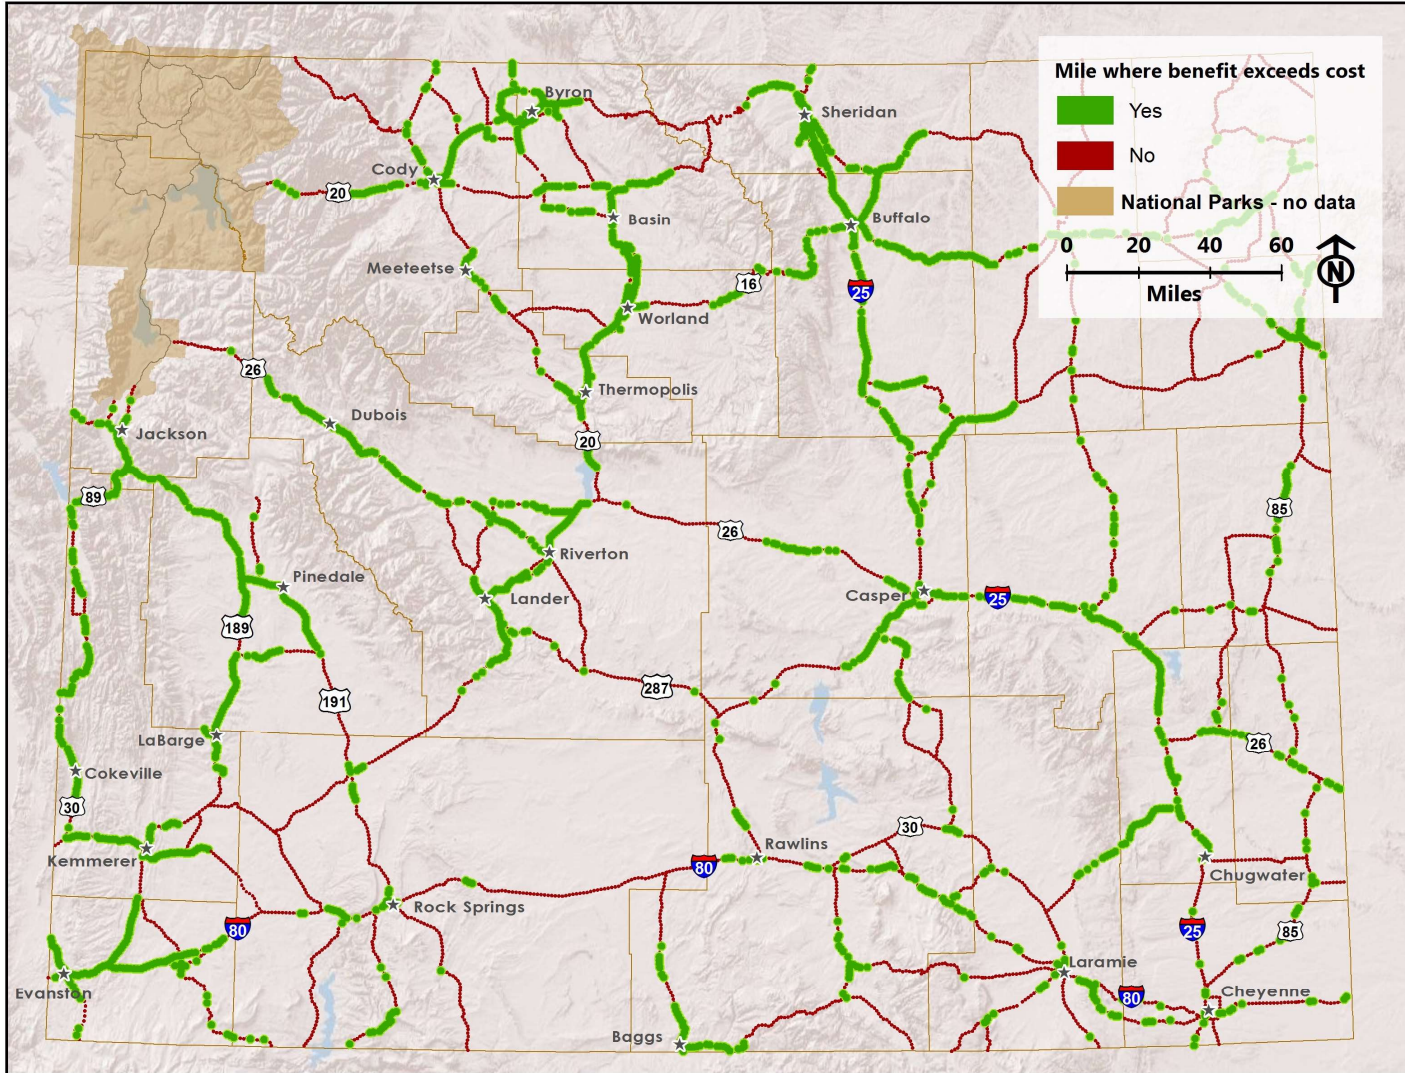 Mile where benefit exceeds cost
Yes
No
National Parks - no data
0 20 40 60
Miles
N
Byron
Sheridan
Cody
20
Basin
Buffalo
Meeteetse
16
25
Worland
26
Thermopolis
Dubois
Jackson
20
89
85
26
Riverton
Pinedale
Casper
25
Lander
189
287
191
LaBarge
26
Cokeville
30
30
Rawlins
Kemmerer
80
Chugwater
Rock Springs
80
25
85
Laramie
Evanston
80
Cheyenne
Baggs